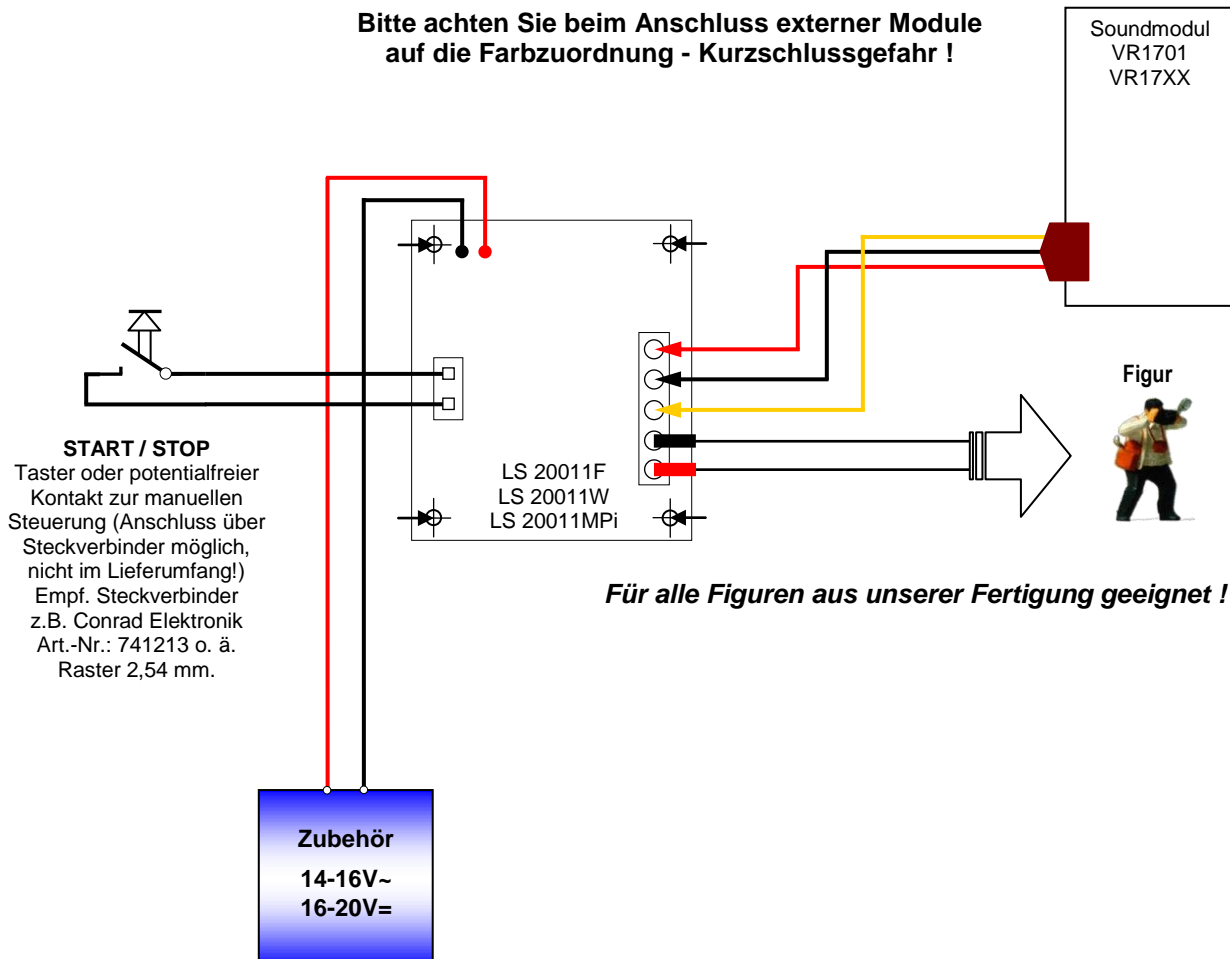 Bitte achten Sie beim Anschluss externer Module
auf die Farbzuordnung - Kurzschlussgefahr !
Soundmodul
VR1701
VR17XX
START / STOP
Taster oder potentialfreier
Kontakt zur manuellen
Steuerung (Anschluss über
Steckverbinder möglich,
nicht im Lieferumfang!)
Empf. Steckverbinder
z.B. Conrad Elektronik
Art.-Nr.: 741213 o. ä.
Raster 2,54 mm.
LS 20011F
LS 20011W
LS 20011MPi
Figur
Für alle Figuren aus unserer Fertigung geeignet !
Zubehör
14-16V~
16-20V=